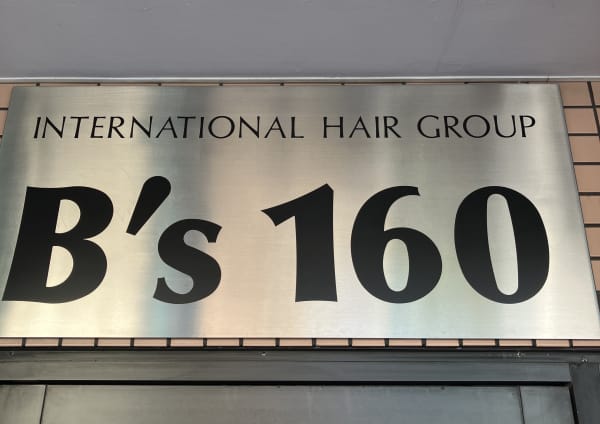 INTERNATIONAL HAIR GROUP
B's 160